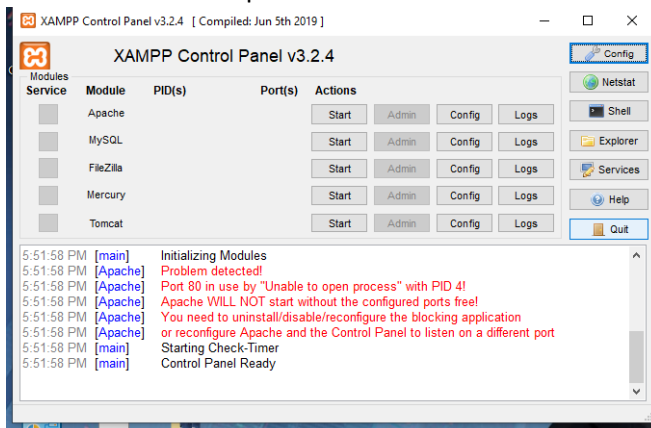 XAMPP Control Panel v3.2.4 [ Compiled: Jun 5th 2019 ]
XAMPP Control Panel v3.2.4
Config
Modules
Service Module PID(s) Port(s) Actions
Netstat
Apache Start Admin Config Logs
Shell
MySQL Start Admin Config Logs
Explorer
FileZilla Start Admin Config Logs
Services
Mercury Start Admin Config Logs
Help
Tomcat Start Admin Config Logs
Quit
5:51:58 PM [main] Initializing Modules
5:51:58 PM [Apache] Problem detected!
5:51:58 PM [Apache] Port 80 in use by "Unable to open process" with PID 4!
5:51:58 PM [Apache] Apache WILL NOT start without the configured ports free!
5:51:58 PM [Apache] You need to uninstall/disable/reconfigure the blocking application
5:51:58 PM [Apache] or reconfigure Apache and the Control Panel to listen on a different port
5:51:58 PM [main] Starting Check-Timer
5:51:58 PM [main] Control Panel Ready